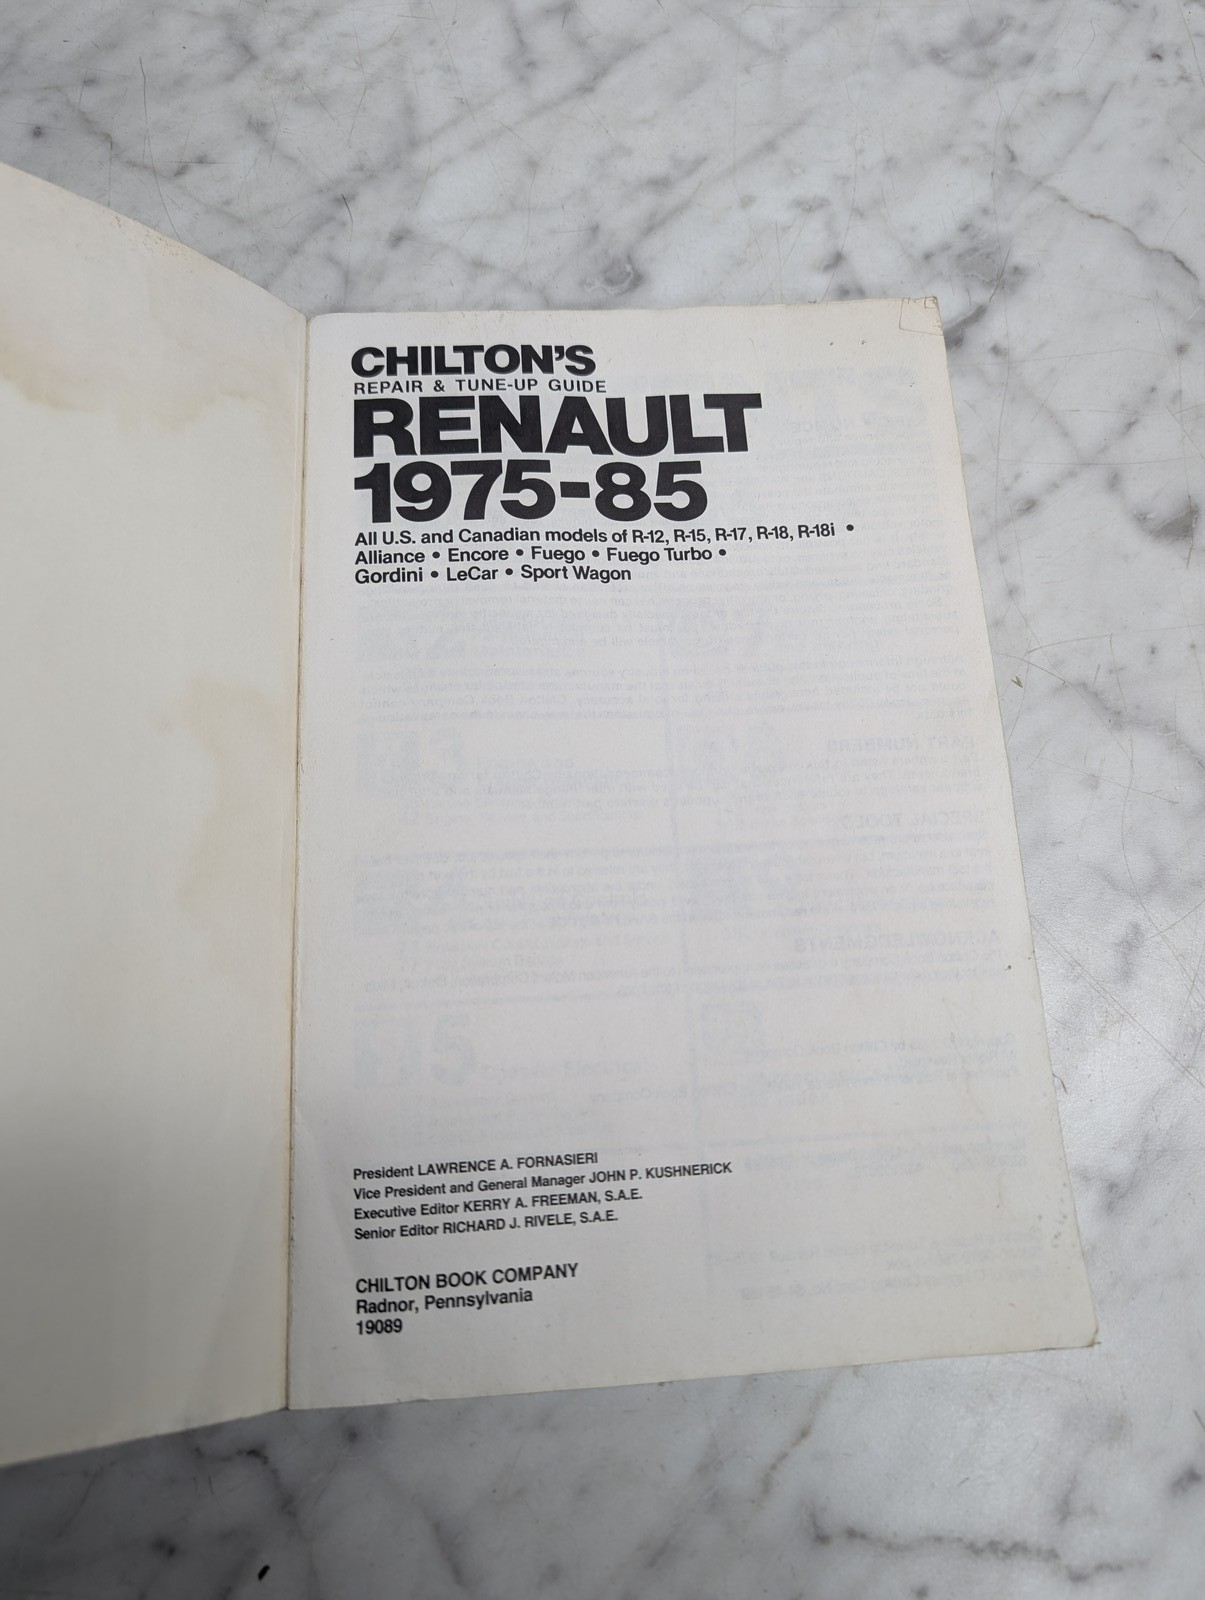 CHILTON'S
REPAIR & TUNE-UP GUIDE
RENAULT
1975-85
All U.S. and Canadian models of R-12, R-15, R-17, R-18, R-18i •
Alliance • Encore • Fuego • Fuego Turbo •
Gordini • LeCar • Sport Wagon
President LAWRENCE A. FORNASIERI
Vice President and General Manager JOHN P. KUSHNERICK
Executive Editor KERRY A. FREEMAN, S.A.E.
Senior Editor RICHARD J. RIVELE, S.A.E.
CHILTON BOOK COMPANY
Radnor, Pennsylvania
19089